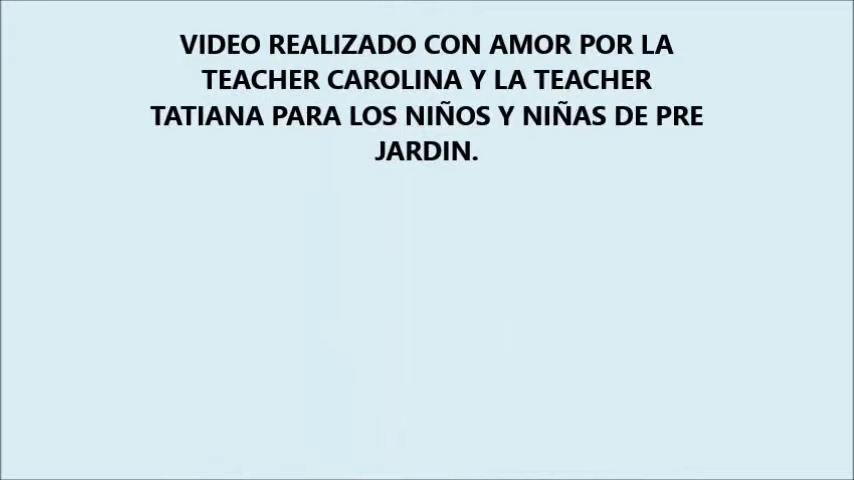 VIDEO REALIZADO CON AMOR POR LA
TEACHER CAROLINA Y LA TEACHER
TATIANA PARA LOS NIÑOS Y NIÑAS DE PRE
JARDIN.